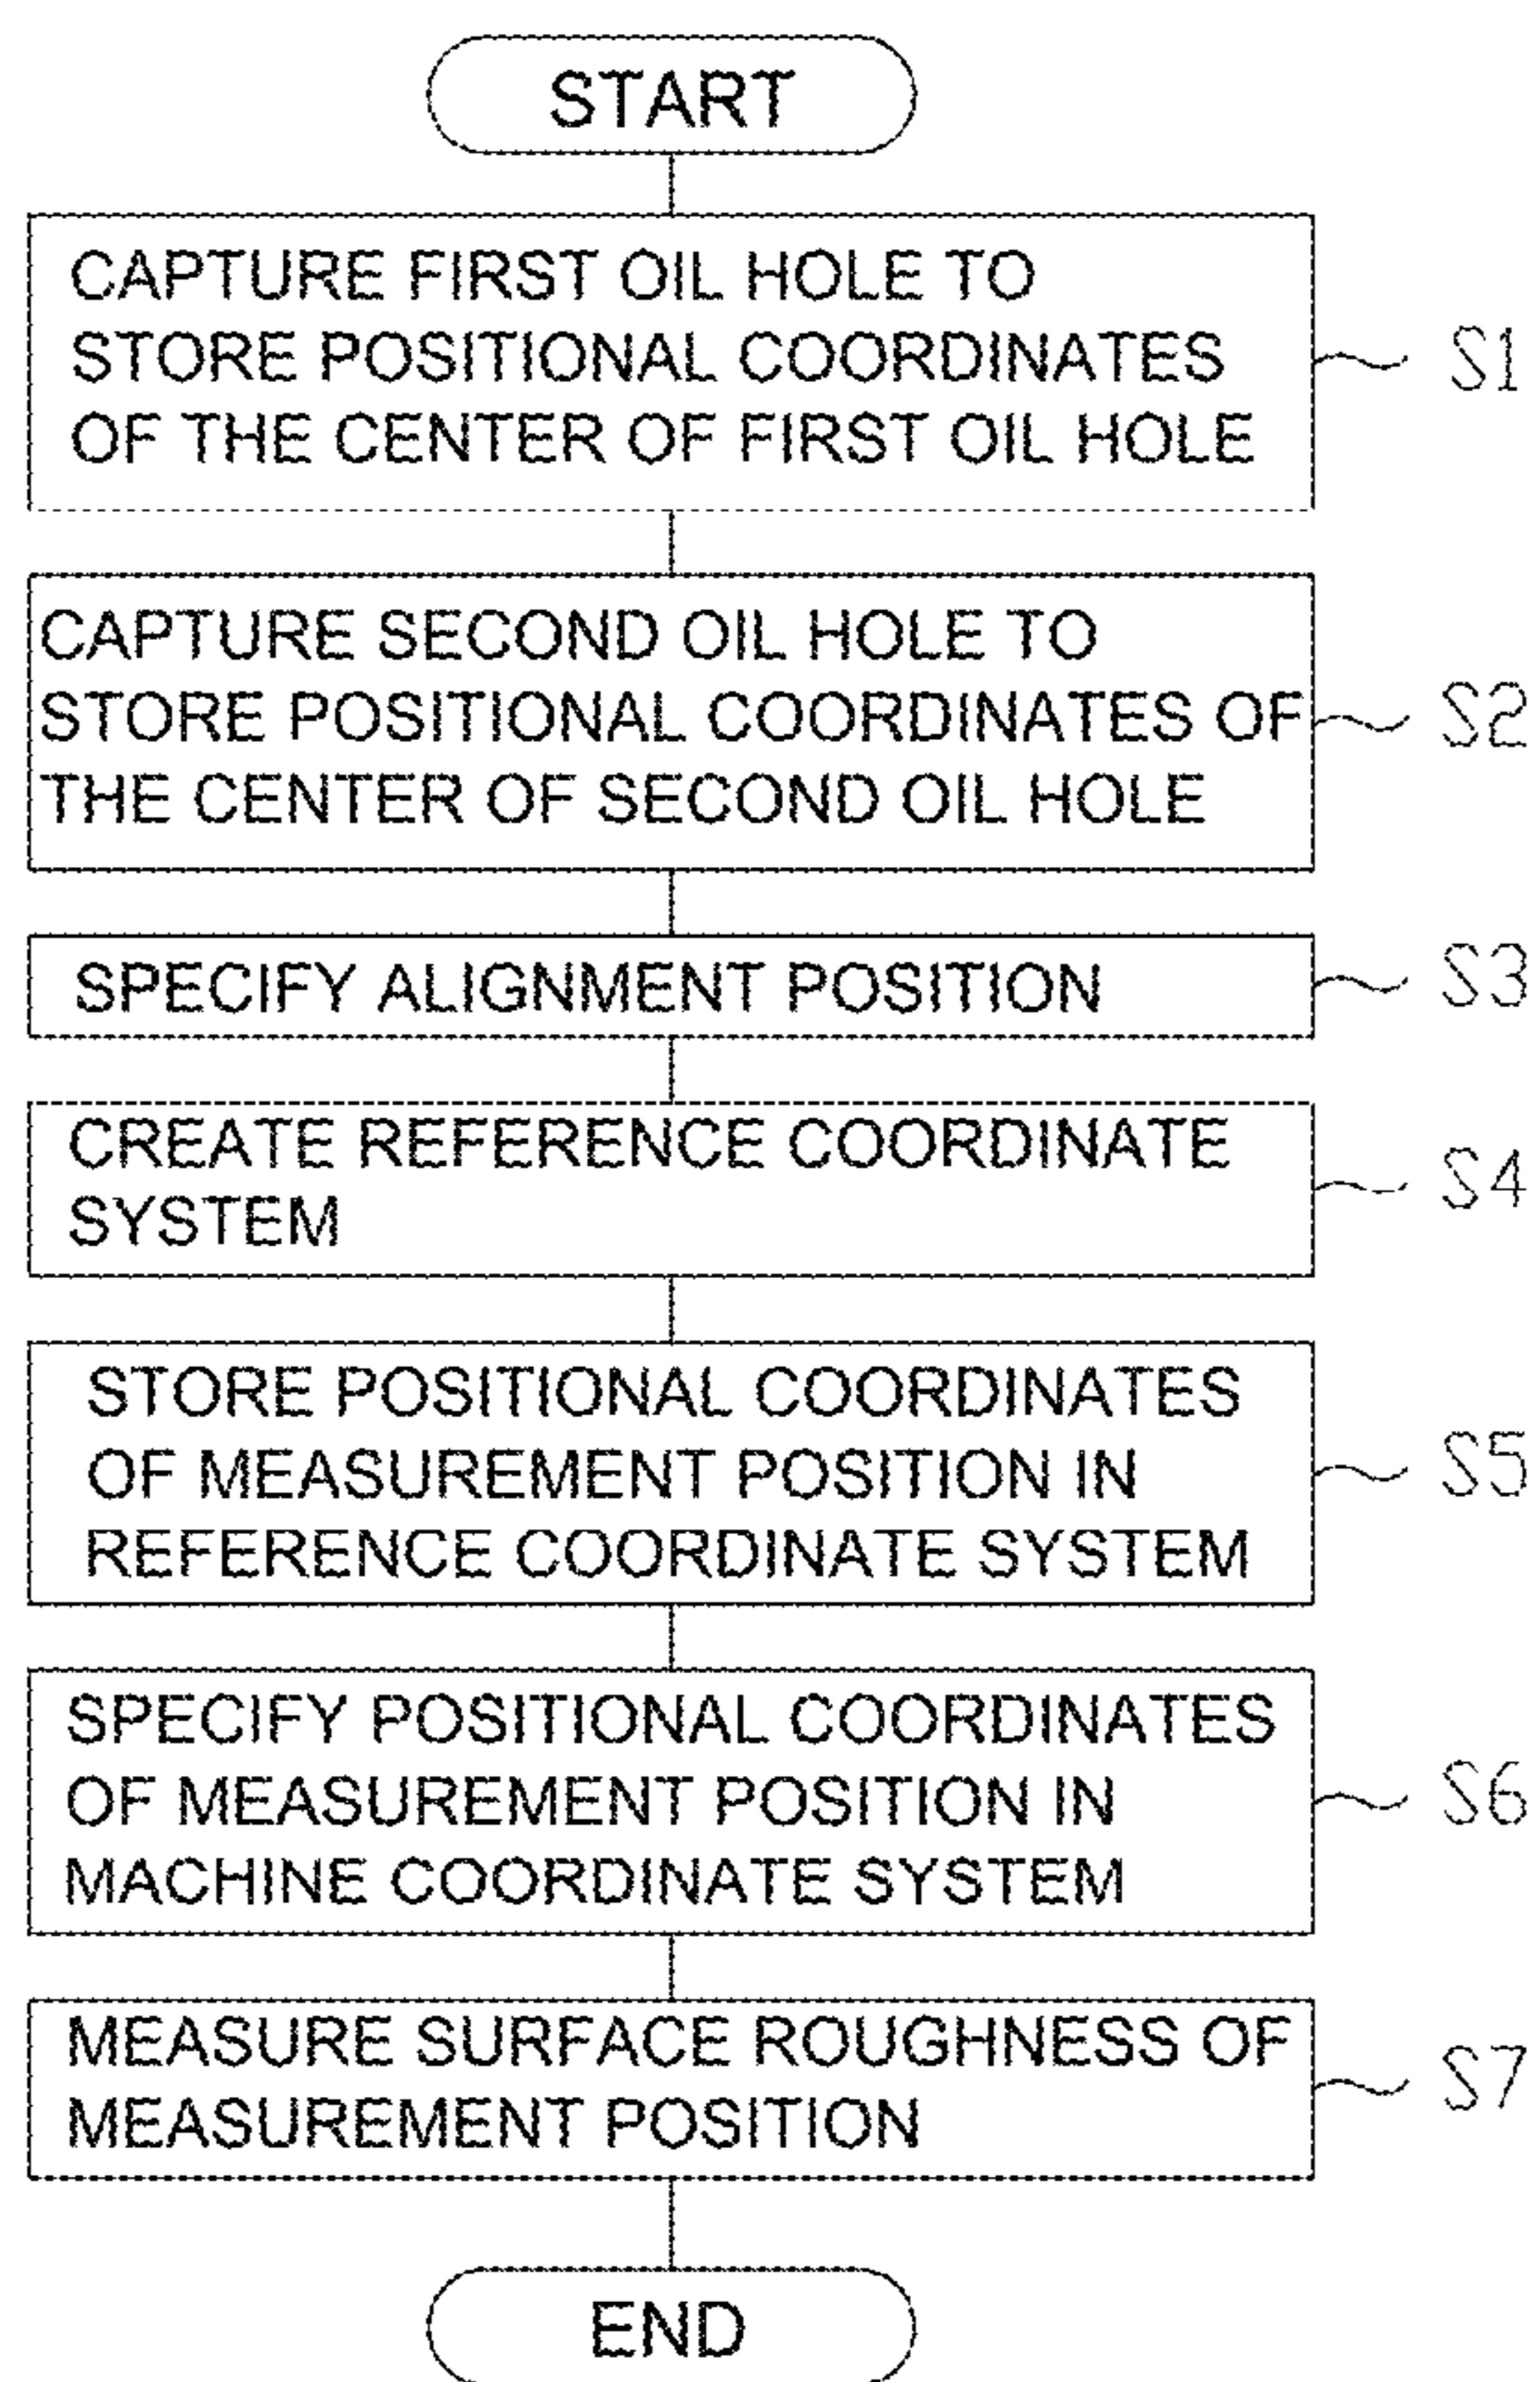 START
CAPTURE FIRST OIL HOLE TO
STORE POSITIONAL COORDINATES
OF THE CENTER OF FIRST OIL HOLE
S1
CAPTURE SECOND OIL HOLE TO
STORE POSITIONAL COORDINATES OF
THE CENTER OF SECOND OIL HOLE
S2
SPECIFY ALIGNMENT POSITION
S3
CREATE REFERENCE COORDINATE
SYSTEM
S4
STORE POSITIONAL COORDINATES
OF MEASUREMENT POSITION IN
REFERENCE COORDINATE SYSTEM
S5
SPECIFY POSITIONAL COORDINATES
OF MEASUREMENT POSITION IN
MACHINE COORDINATE SYSTEM
S6
MEASURE SURFACE ROUGHNESS OF
MEASUREMENT POSITION
S7
END